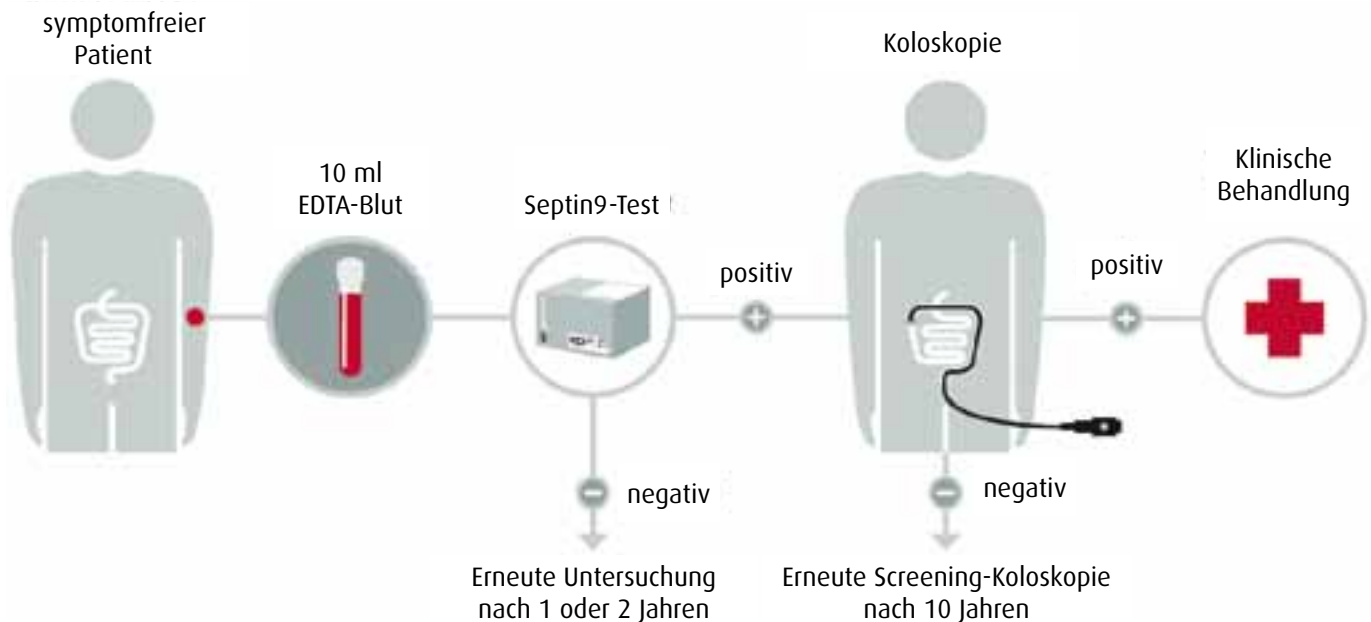 symptomfreier
Patient
10 ml
EDTA-Blut
Septin9-Test
positiv
negativ
Erneute Untersuchung
nach 1 oder 2 Jahren
Koloskopie
positiv
negativ
Erneute Screening-Koloskopie
nach 10 Jahren
Klinische
Behandlung